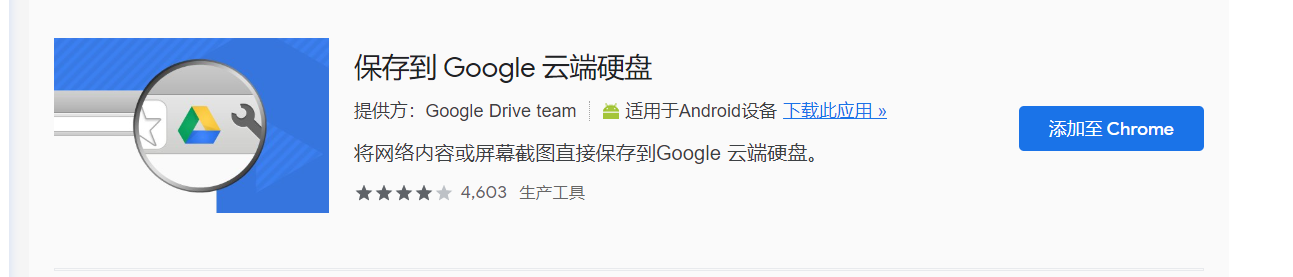 保存到 Google 云端硬盘
提供方：Google Drive team 适用于Android设备 下载此应用 »
添加至 Chrome
将网络内容或屏幕截图直接保存到Google 云端硬盘。
4,603 生产工具